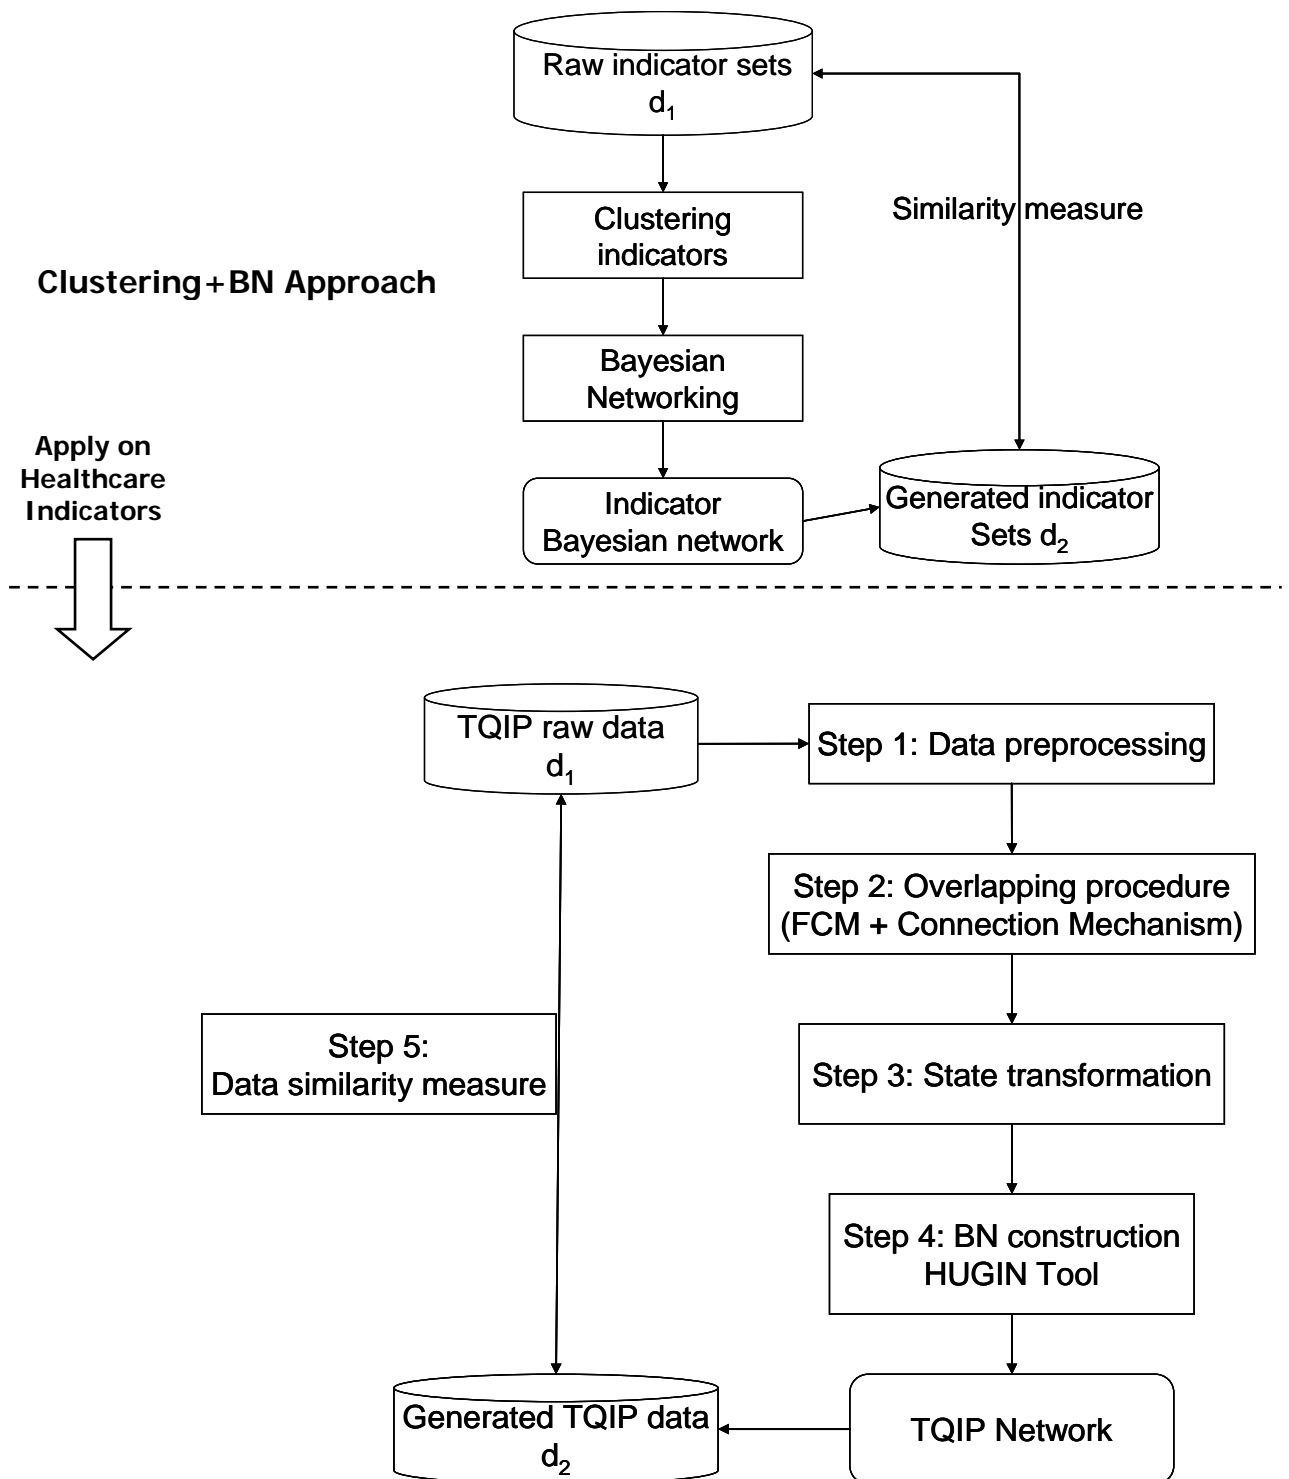 Raw indicator sets
d₁
Clustering
indicators
Similarity measure
Clustering+BN Approach
Bayesian
Networking
Apply on
Healthcare
Indicators
Indicator
Bayesian network
Generated indicator
Sets d₂
TQIP raw data
d₁
Step 1: Data preprocessing
Step 2: Overlapping procedure
(FCM + Connection Mechanism)
Step 5:
Data similarity measure
Step 3: State transformation
Step 4: BN construction
HUGIN Tool
Generated TQIP data
d₂
TQIP Network